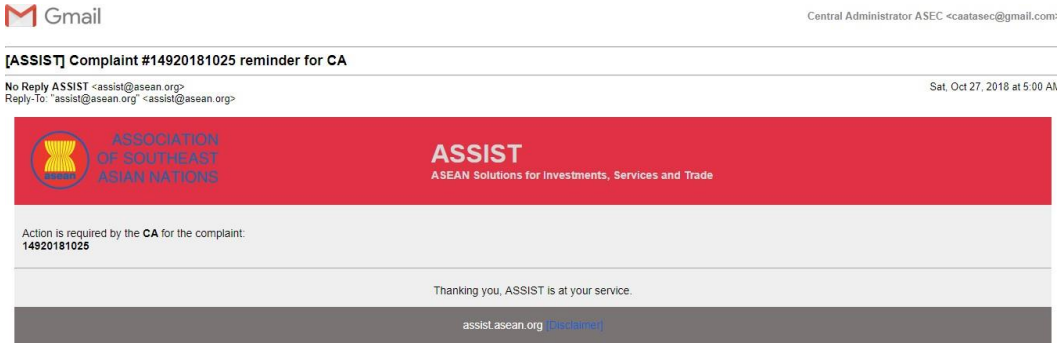 Gmail
Central Administrator ASEC <caatasec@gmail.com>
[ASSIST] Complaint #14920181025 reminder for CA
No Reply ASSIST <assist@asean.org>
Sat, Oct 27, 2018 at 5:00 AM
Reply-To: "assist@asean.org" <assist@asean.org>
asean
ASSOCIATION
OF SOUTHEAST
ASIAN NATIONS
ASSIST
ASEAN Solutions for Investments, Services and Trade
Action is required by the CA for the complaint:
14920181025
Thanking you, ASSIST is at your service.
assist.asean.org [Disclaimer]